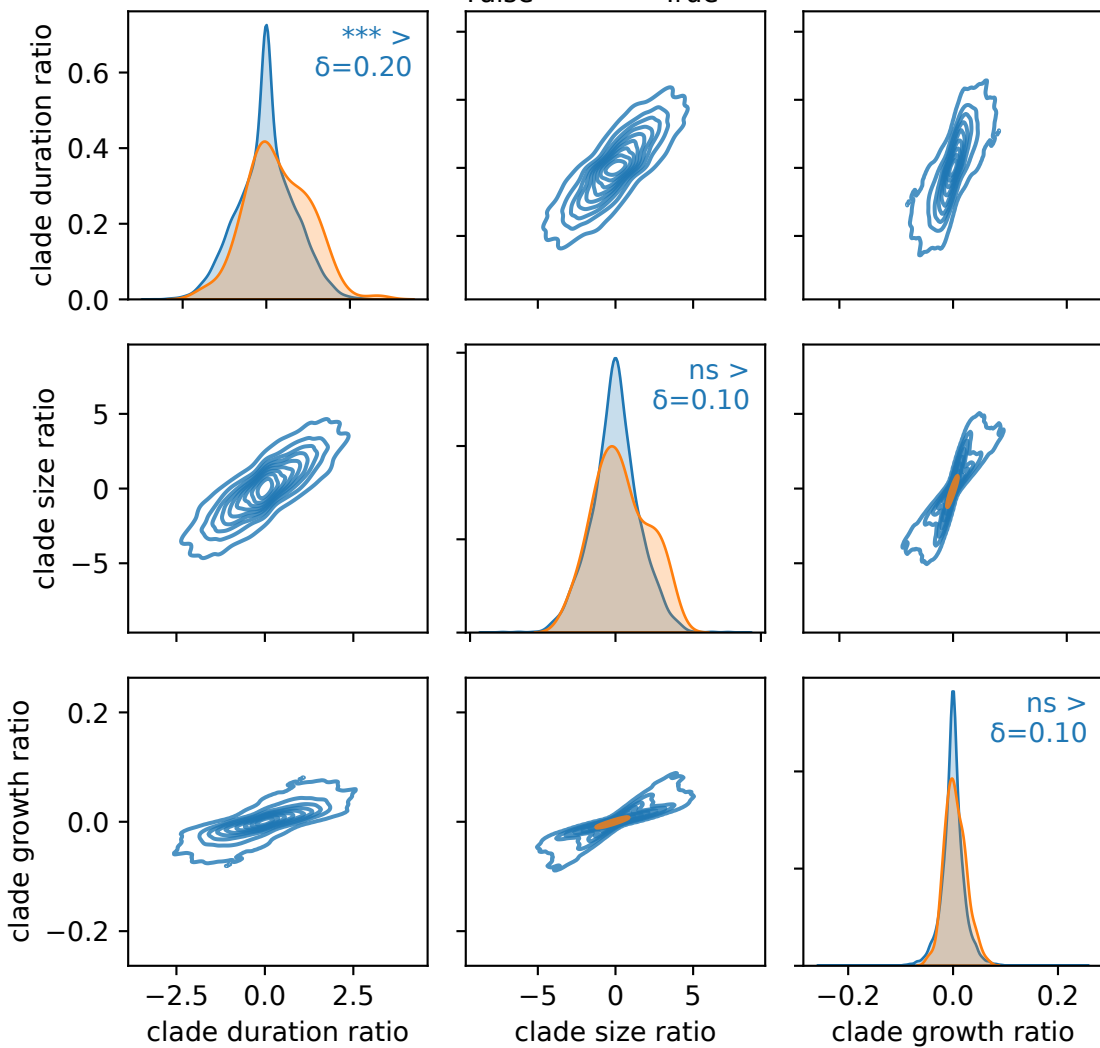 *** >
δ=0.20
clade duration ratio
0.6
0.4
0.2
0.0
ns >
δ=0.10
clade size ratio
5
0
−5
ns >
δ=0.10
clade growth ratio
0.2
0.0
−0.2
−2.5 0.0 2.5
−5 0 5
−0.2 0.0 0.2
clade duration ratio
clade size ratio
clade growth ratio